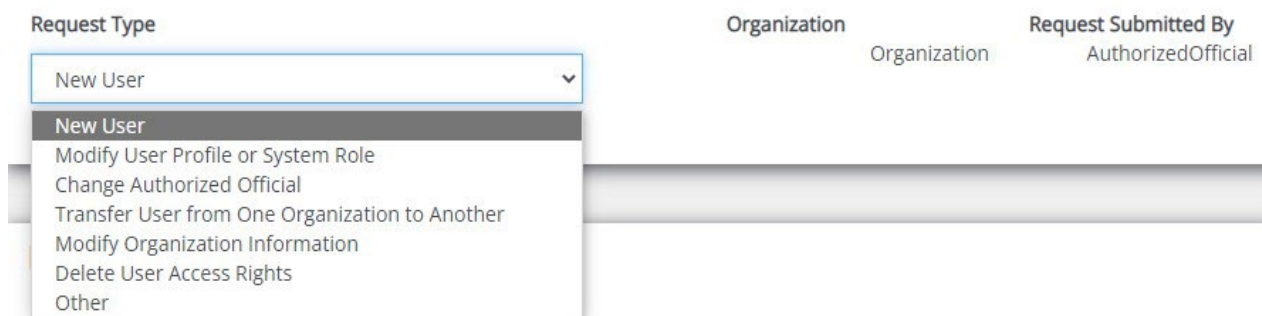 Request Type
New User
New User
Modify User Profile or System Role
Change Authorized Official
Transfer User from One Organization to Another
Modify Organization Information
Delete User Access Rights
Other
Organization
Organization
Request Submitted By
AuthorizedOfficial